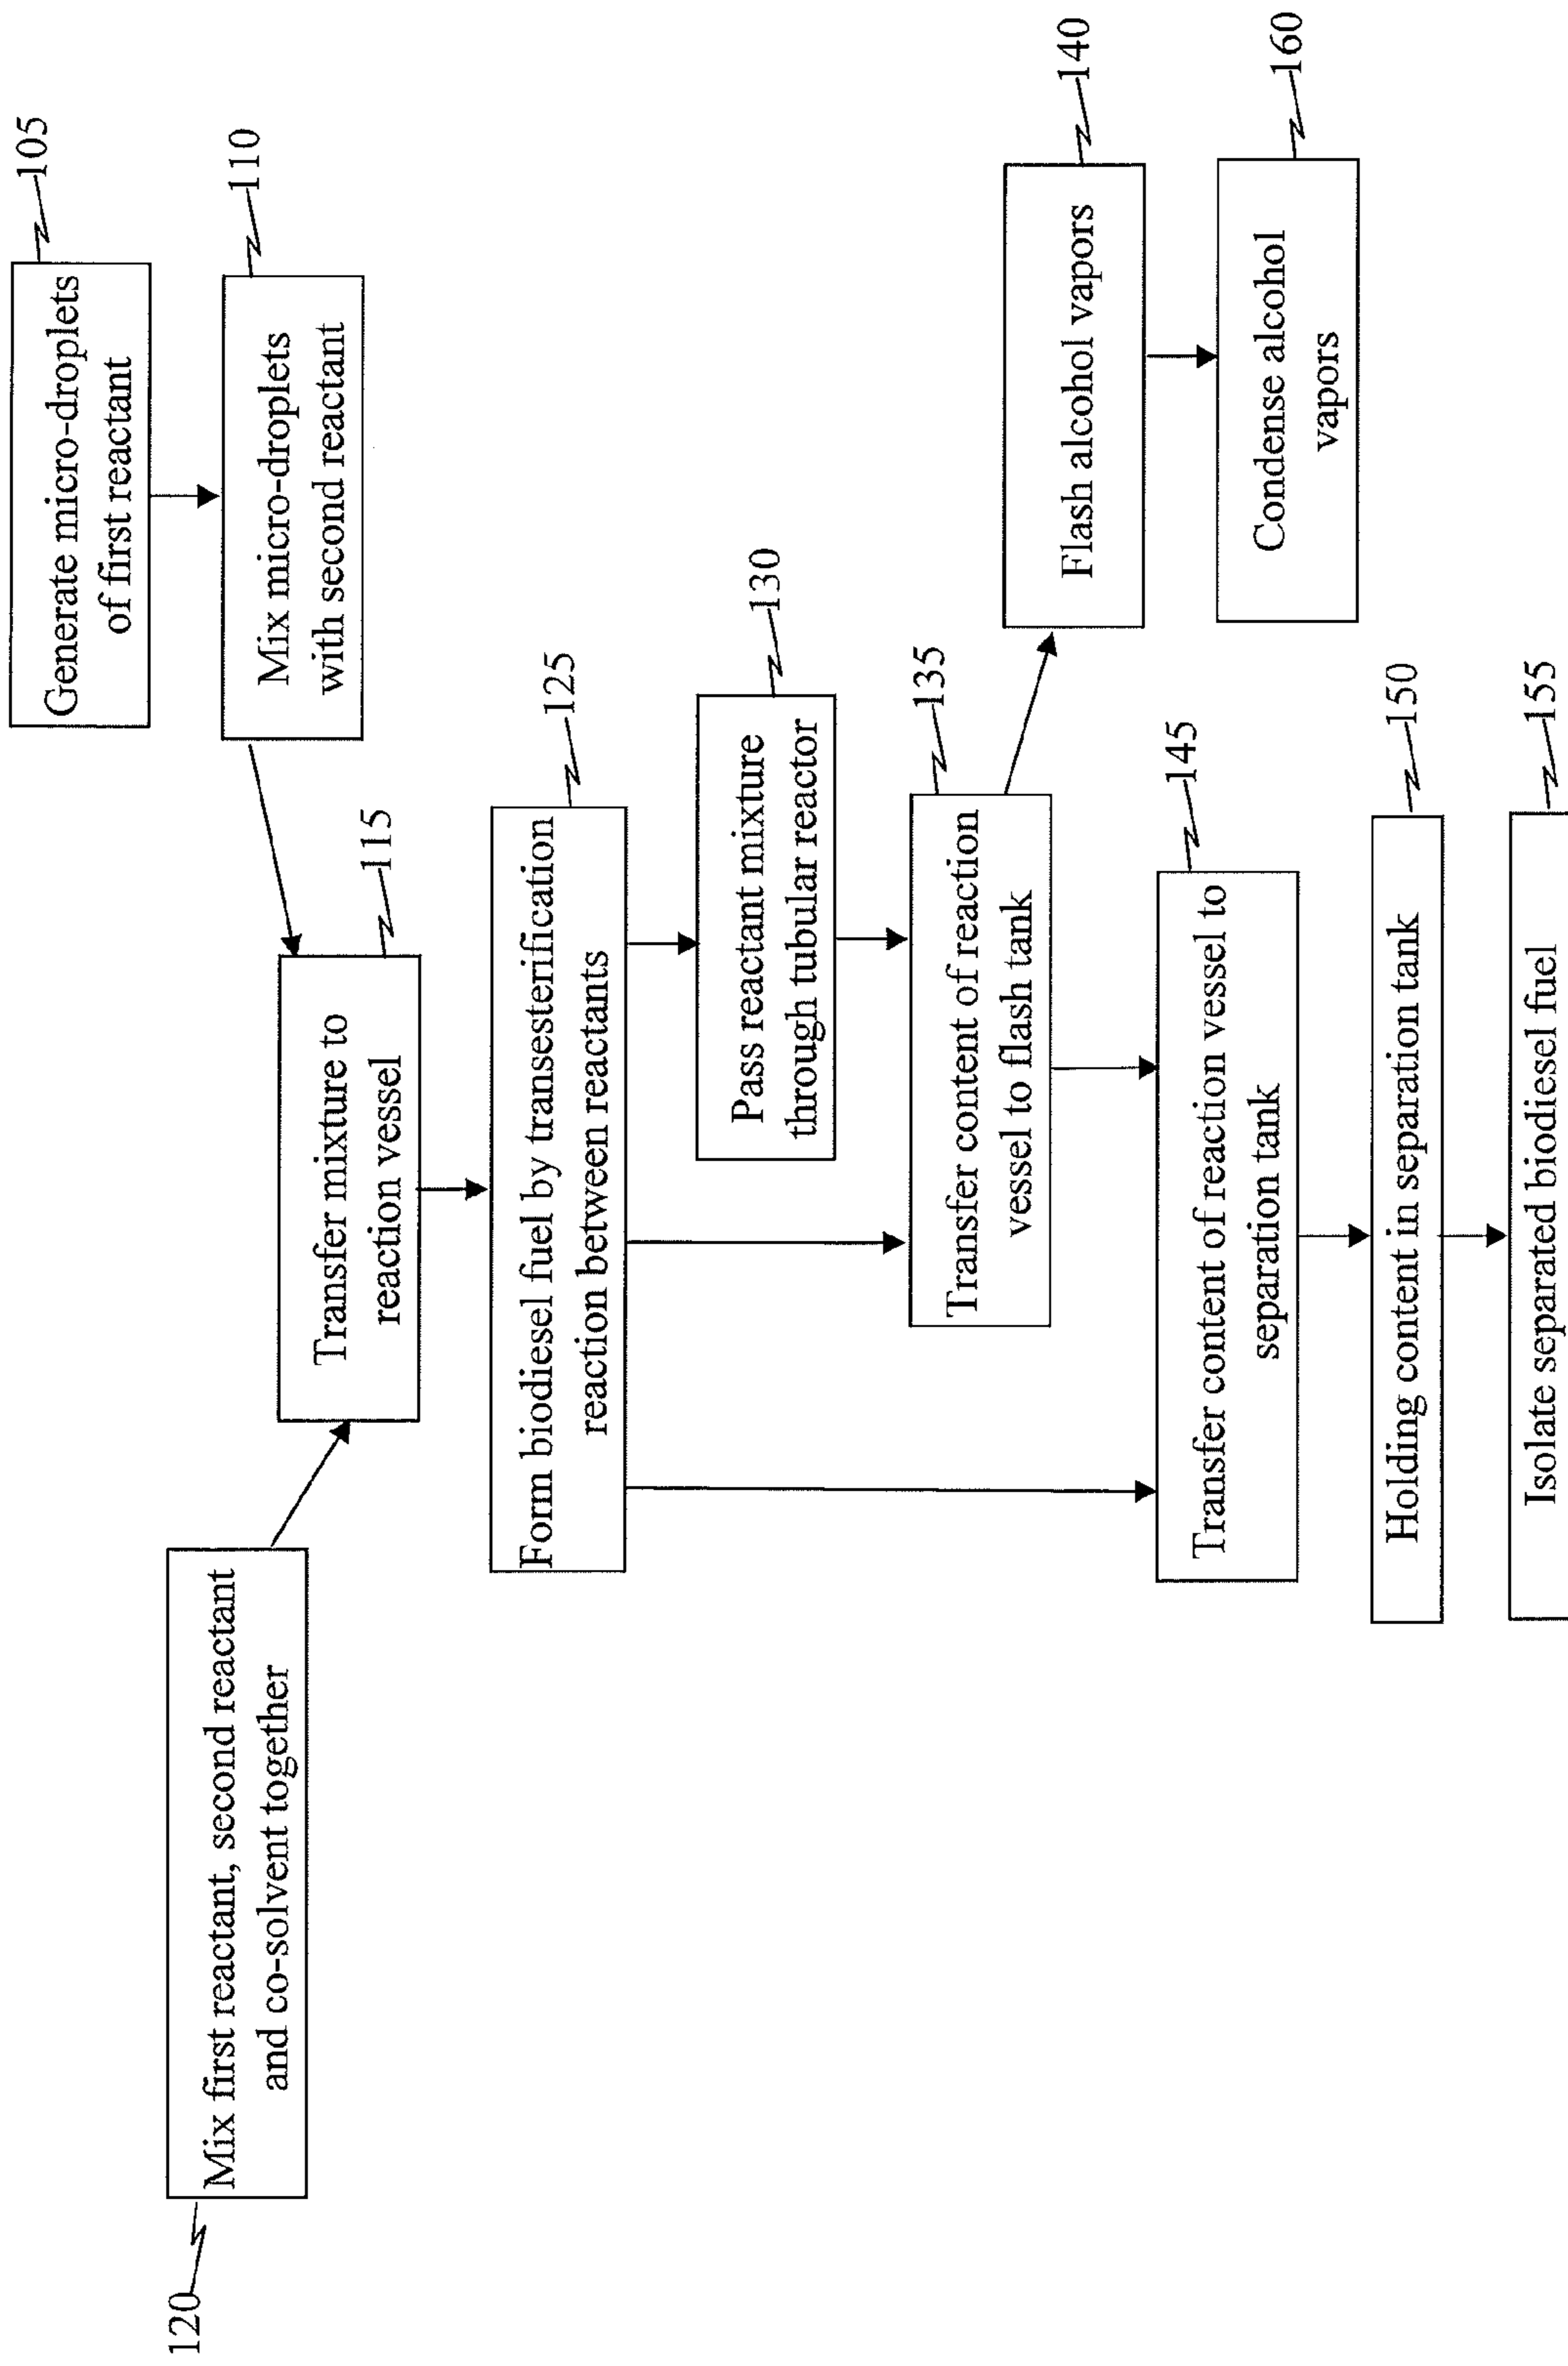 Generate micro-droplets
of first reactant
105
Mix micro-droplets
with second reactant
110
Mix first reactant, second reactant
and co-solvent together
120
Transfer mixture to
reaction vessel
115
Form biodiesel fuel by transesterification
reaction between reactants
125
Pass reactant mixture
through tubular reactor
130
Transfer content of reaction
vessel to flash tank
135
Flash alcohol vapors
140
Transfer content of reaction vessel to
separation tank
145
Condense alcohol
vapors
160
Holding content in separation tank
150
Isolate separated biodiesel fuel
155